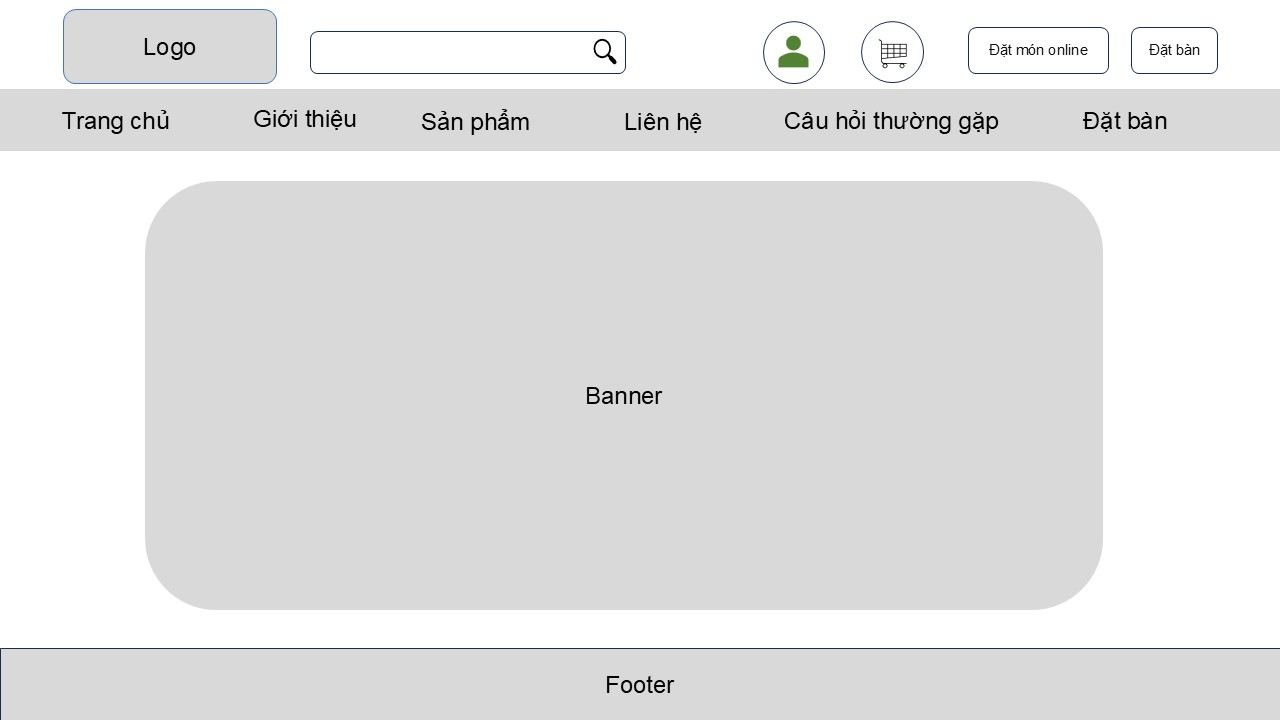 Logo
Đặt món online
Đặt bàn
Trang chủ
Giới thiệu
Sản phẩm
Liên hệ
Câu hỏi thường gặp
Đặt bàn
Banner
Footer